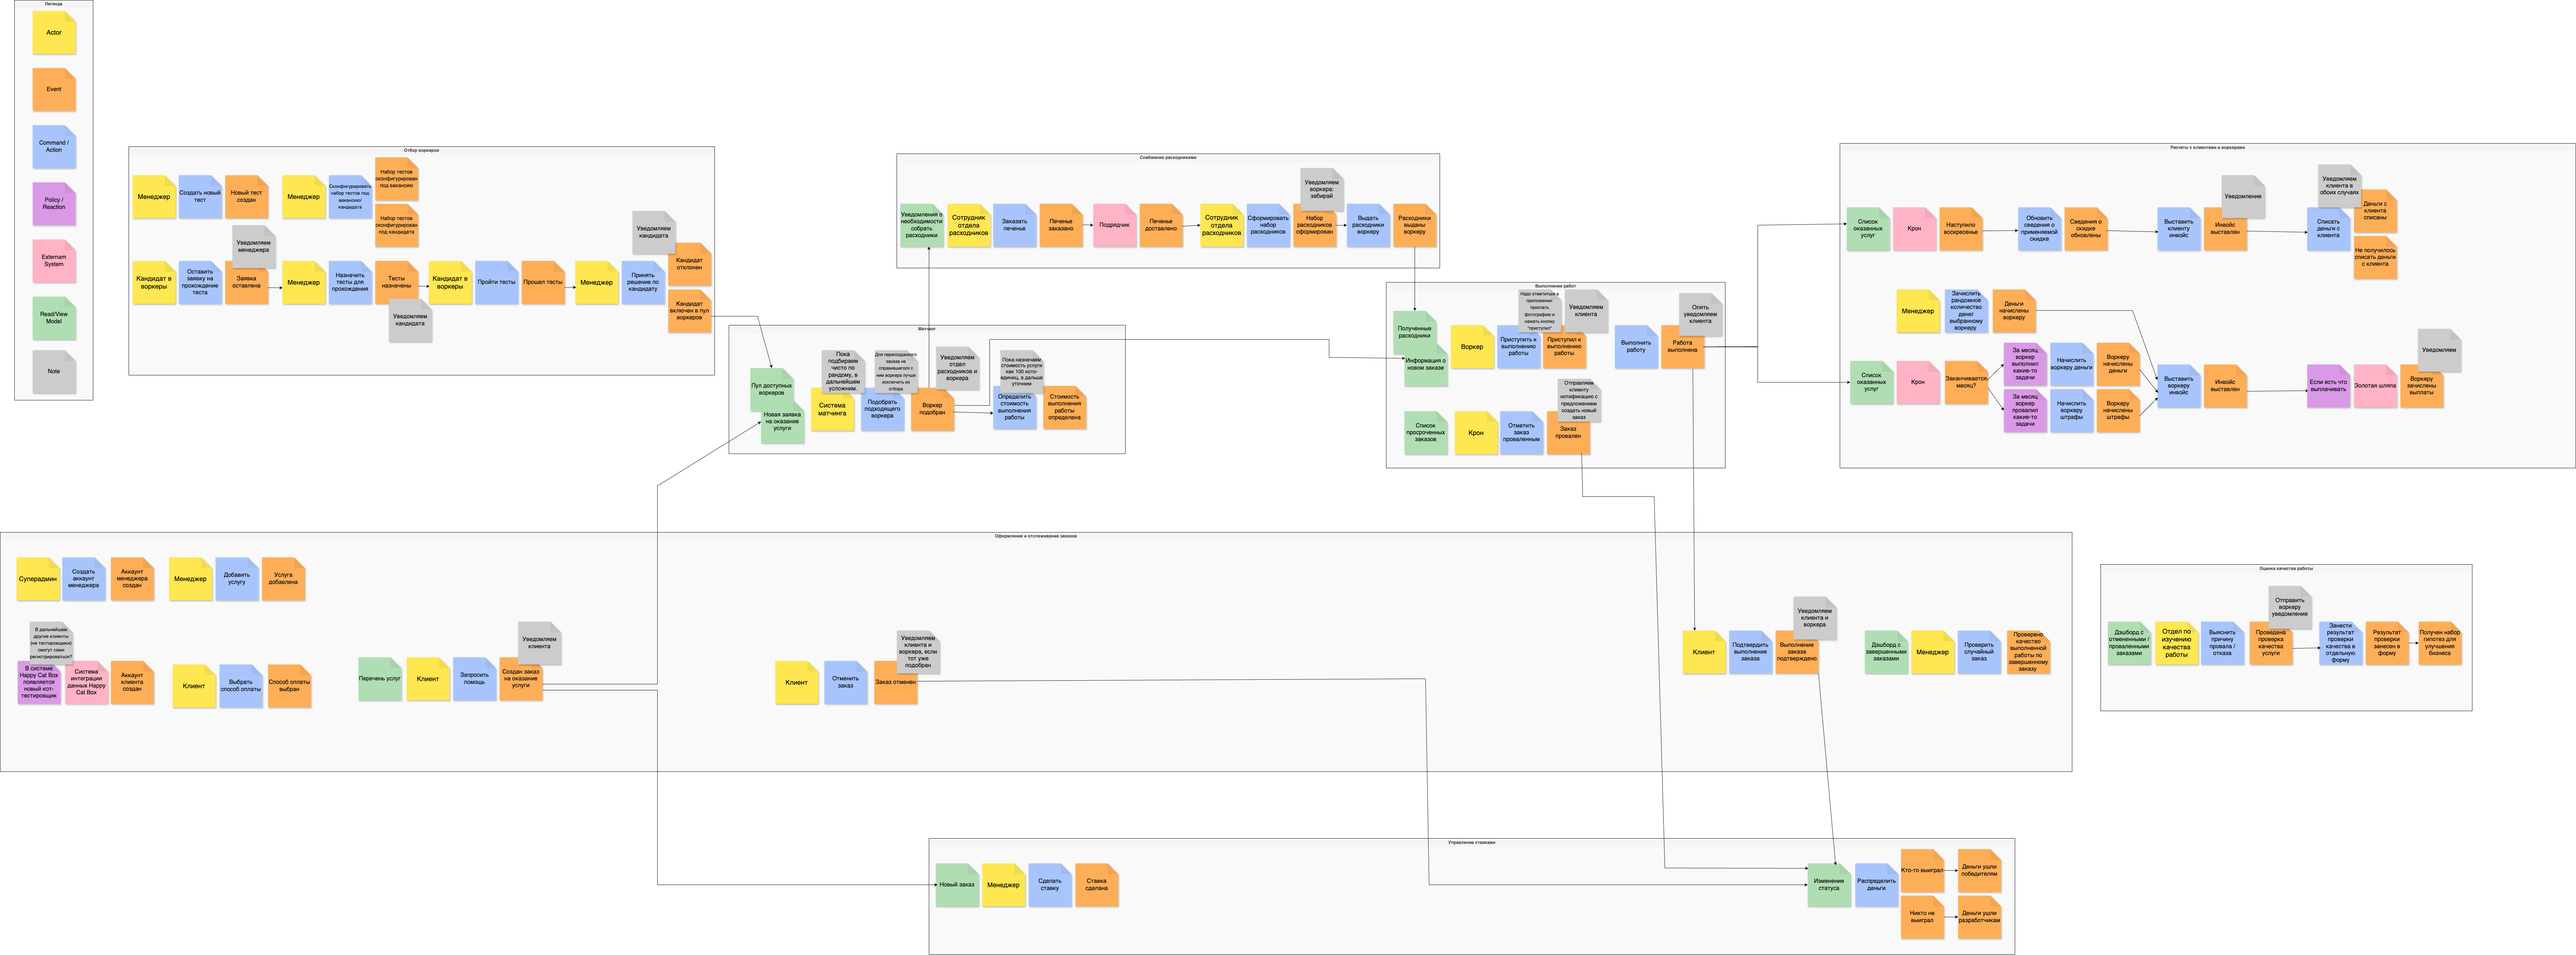 Легенда
Actor
Event
Command /
Action
Policy /
Reaction
Externam
System
Read/View
Model
Note
Отбор воркеров
Менеджер
Создать новый
тест
Новый тест
создан
Менеджер
Сконфигурировать
набор тестов под
вакансию/
кандидата
Набор тестов
сконфигурирован
под вакансию
Набор тестов
сконфигурирован
под кандидата
Кандидат в
воркеры
Оставить
заявку на
прохождение
теста
Уведомляем
менеджера
Заявка
оставлена
Менеджер
Назначить
тесты для
прохождения
Тесты
назначены
Уведомляем
кандидата
Кандидат в
воркеры
Пройти тесты
Прошел тесты
Менеджер
Принять
решение по
кандидату
Уведомляем
кандидата
Кандидат
отклонен
Кандидат
включен в пул
воркеров
Матчинг
Пул доступных
воркеров
Новая заявка
на оказание
услуги
Пока
подбираем
чисто по
рандому, в
дальнейшем
усложним.
Система
матчинга
Для пересозданного
заказа не
справившегося с
ним воркера лучше
исключить из
отбора
Подобрать
подходящего
воркера
Уведомляем
отдел
расходников и
воркера
Воркер
подобран
Пока назначаем
стоимость услуги
как 100 кото-
единиц, а дальше
уточним
Определить
стоимость
выполнения
работы
Стоимость
выполнения
работы
определена
Снабжение расходниками
Уведомления о
необходимости
собрать
расходники
Сотрудник
отдела
расходников
Заказать
печенье
Печенье
заказано
Подрядчик
Печенье
доставлено
Сотрудник
отдела
расходников
Сформировать
набор
расходников
Уведомляем
воркера:
забирай
Набор
расходников
сформирован
Выдать
расходники
воркеру
Расходники
выданы
воркеру
Выполнение работ
Полученные
расходники
Информация о
новом заказе
Воркер
Приступить к
выполнению
работы
Надо отметиться в
приложении:
прислать
фотографию и
нажать кнопку
"приступил"
Уведомляем
клиента
Приступил к
выполнению
работы
Выполнить
работу
Опять
уведомляем
клиента
Работа
выполнена
Список
просроченных
заказов
Крон
Отметить
заказ
проваленным
Отправляем
клиенту
нотификацию с
предложением
создать новый
заказ
Заказ
провален
Расчеты с клиентами и воркерами
Список
оказанных
услуг
Крон
Наступило
воскресенье
Обновить
сведения о
применяемой
скидке
Сведения о
скидке
обновлены
Выставить
клиенту
инвойс
Уведомление
Инвойс
выставлен
Списать
деньги с
клиента
Уведомляем
клиента в
обоих случаях
Деньги с
клиента
списаны
Не получилось
списать деньги
с клиента
Менеджер
Зачислить
рандомное
количество
денег
выбранному
воркеру
Деньги
начислены
воркеру
Список
оказанных
услуг
Крон
Заканчивается
месяц?
За месяц
воркер
выполнил
какие-то
задачи
Начислить
воркеру деньги
Воркеру
начислены
деньги
За месяц
воркер
провалил
какие-то
задачи
Начислить
воркеру
штрафы
Воркеру
начислены
штрафы
Выставить
воркеру
инвойс
Инвойс
выставлен
Если есть что
выплачивать
Золотая шляпа
Уведомляем
Воркеру
зачислены
выплаты
Оформление и отслеживание заказов
Суперадмин
Создать
аккаунт
менеджера
Аккаунт
менеджера
создан
Менеджер
Добавить
услугу
Услуга
добавлена
В дальнейшем
другие клиенты
(не тестировщики)
смогут сами
регистрироваться?
В системе
Happy Cat Box
появляется
новый кот-
тестировщик
Система
интеграции
данных Happy
Cat Box
Аккаунт
клиента
создан
Клиент
Выбрать
способ оплаты
Способ оплаты
выбран
Перечень услуг
Клиент
Запросить
помощь
Уведомляем
клиента
Создан заказ
на оказание
услуги
Клиент
Отменить
заказ
Уведомляем
клиента и
воркера, если
тот уже
подобран
Заказ отменен
Клиент
Подтвердить
выполнение
заказа
Уведомляем
клиента и
воркера
Выполнение
заказа
подтверждено
Дэшборд с
завершенными
заказами
Менеджер
Проверить
случайный
заказ
Проверено
качество
выполненной
работы по
завершенному
заказу
Оценка качества работы
Дэшборд с
отмененными /
проваленными
заказами
Отдел по
изучению
качества
работы
Выяснить
причину
провала /
отказа
Отправить
воркеру
уведомление
Проведена
проверка
качества
услуги
Занести
результат
проверки
качества в
отдельную
форму
Результат
проверки
занесен в
форму
Получен набор
гипотез для
улучшения
бизнеса
Управление ставками
Новый заказ
Менеджер
Сделать
ставку
Ставка
сделана
Изменение
статуса
Распределить
деньги
Кто-то выиграл
Деньги ушли
победителям
Никто не
выиграл
Деньги ушли
разработчикам